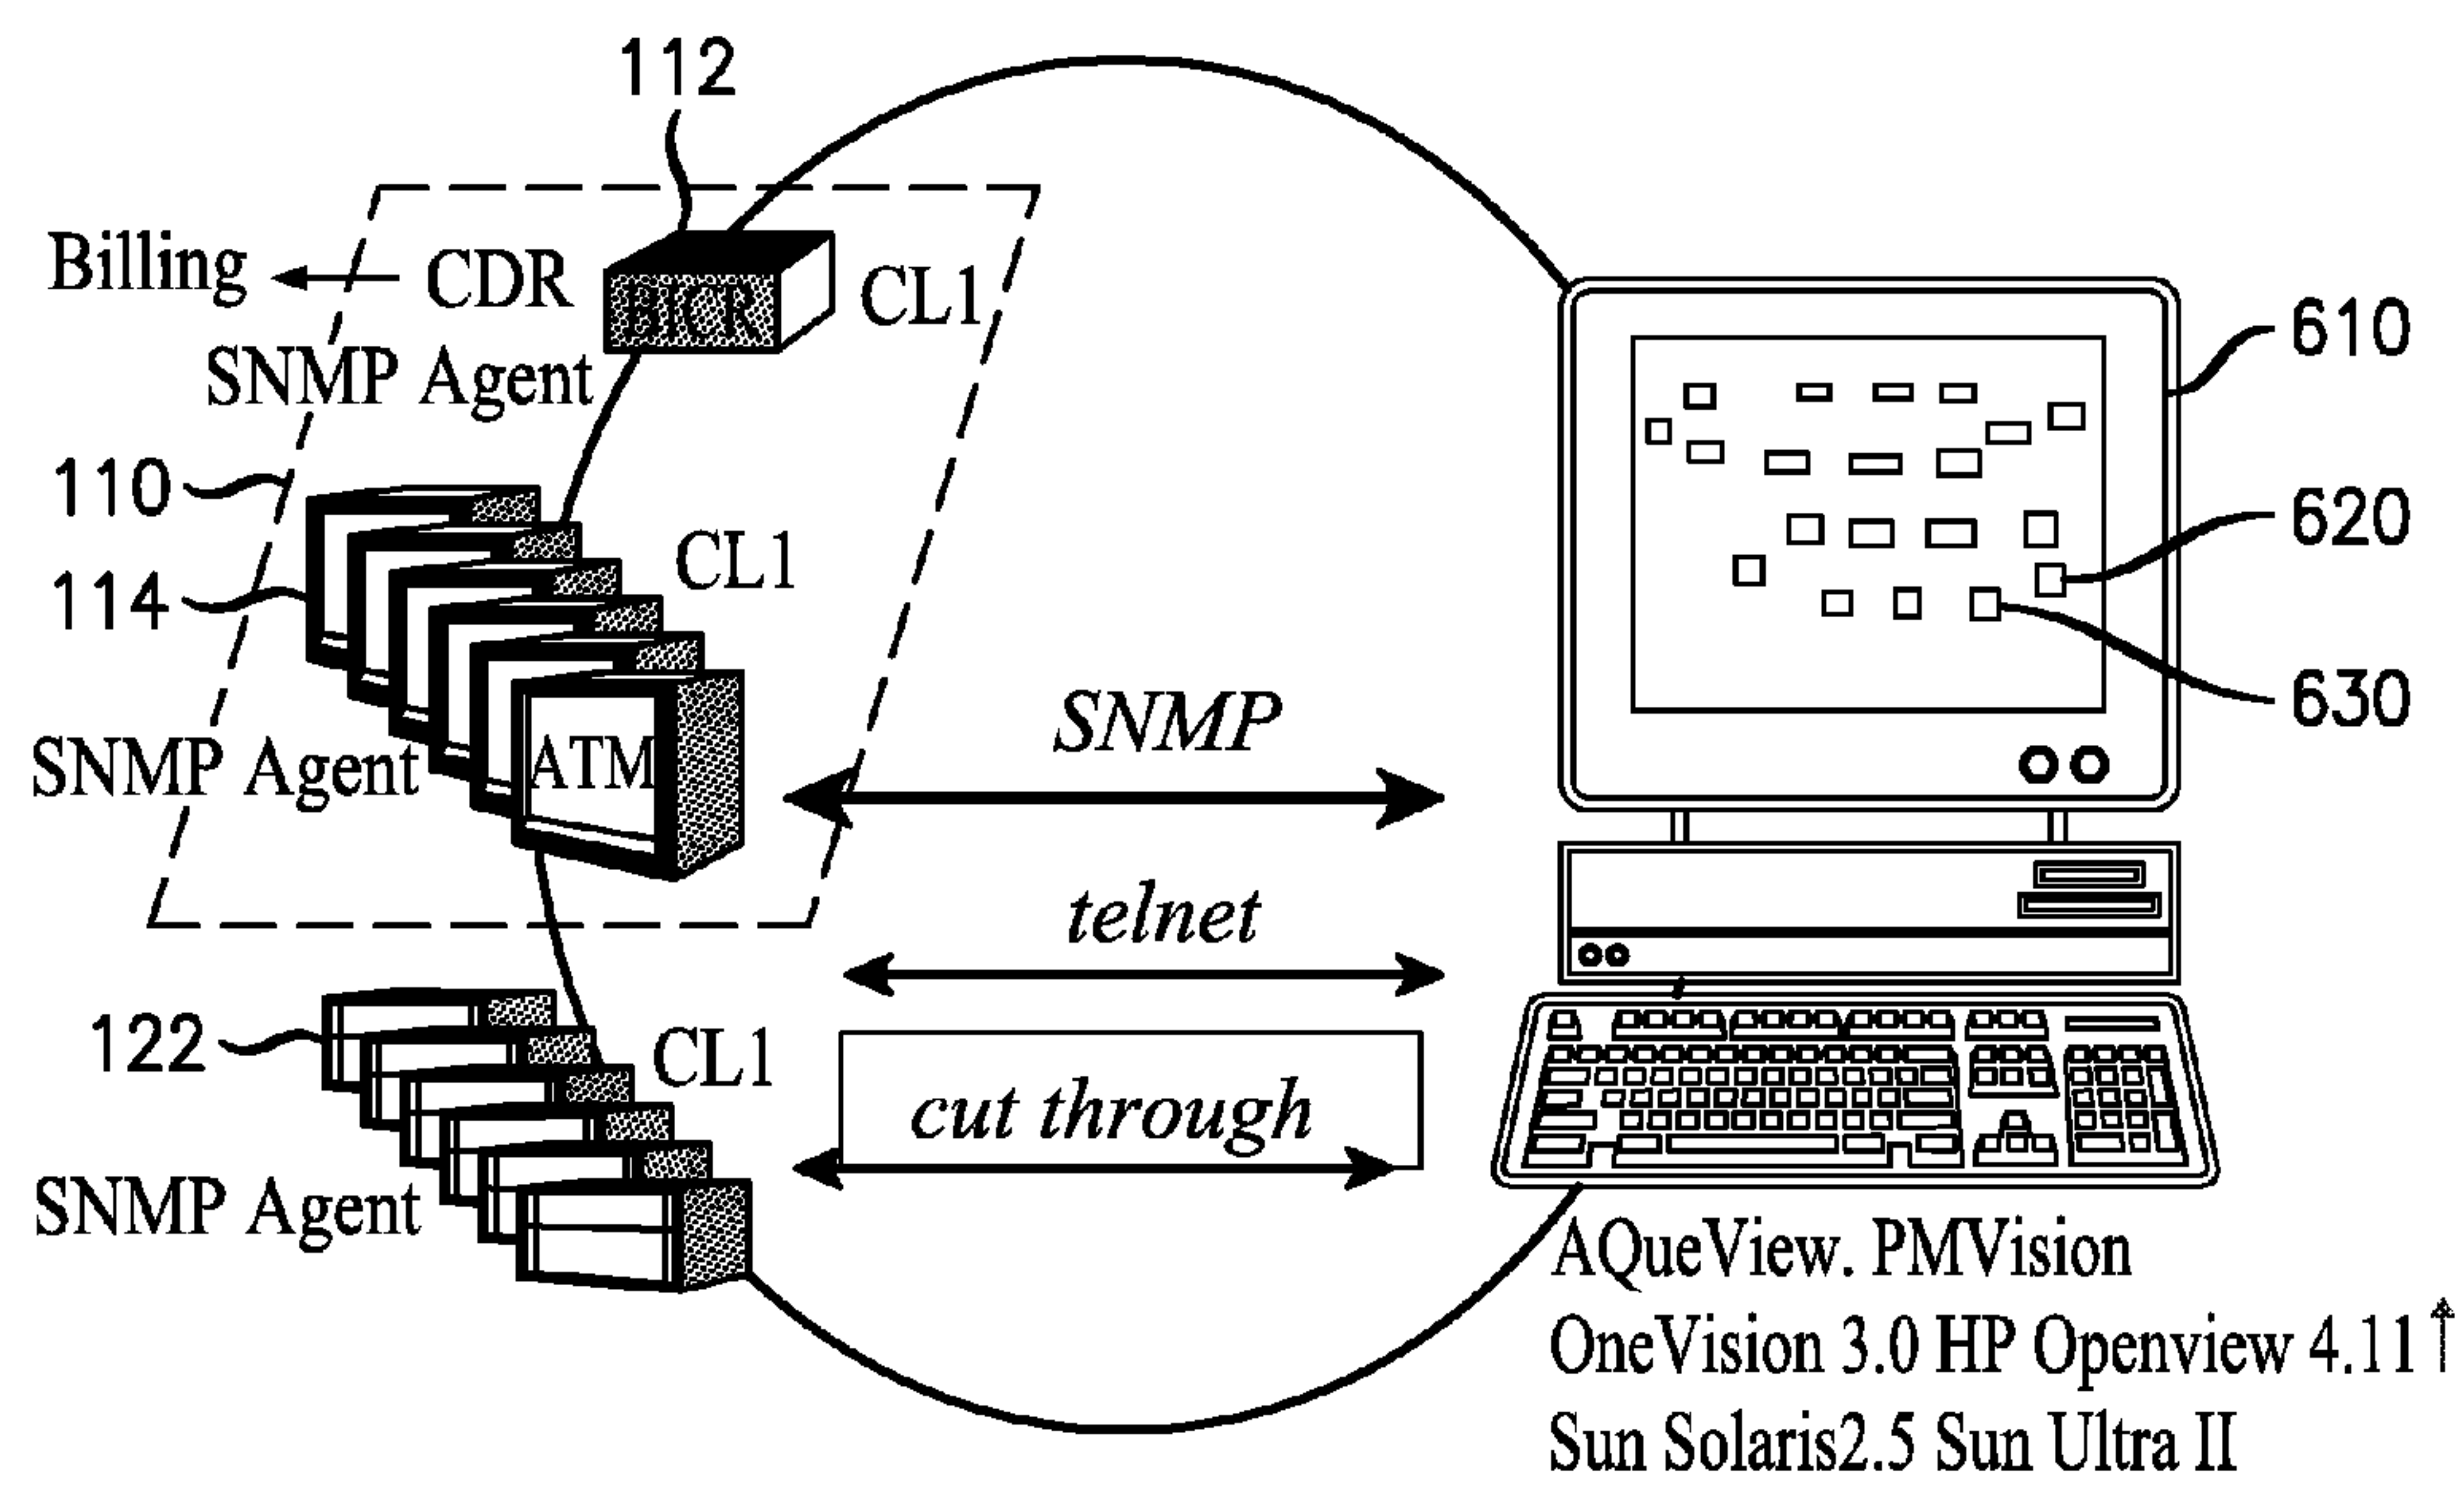 112
Billing
CDR
BICR
CL1
SNMP Agent
610
110
114
CL1
620
630
SNMP Agent
ATM
SNMP
telnet
122
CL1
cut through
SNMP Agent
AQueView. PMVision
OneVision 3.0 HP Openview 4.11
Sun Solaris2.5 Sun Ultra II